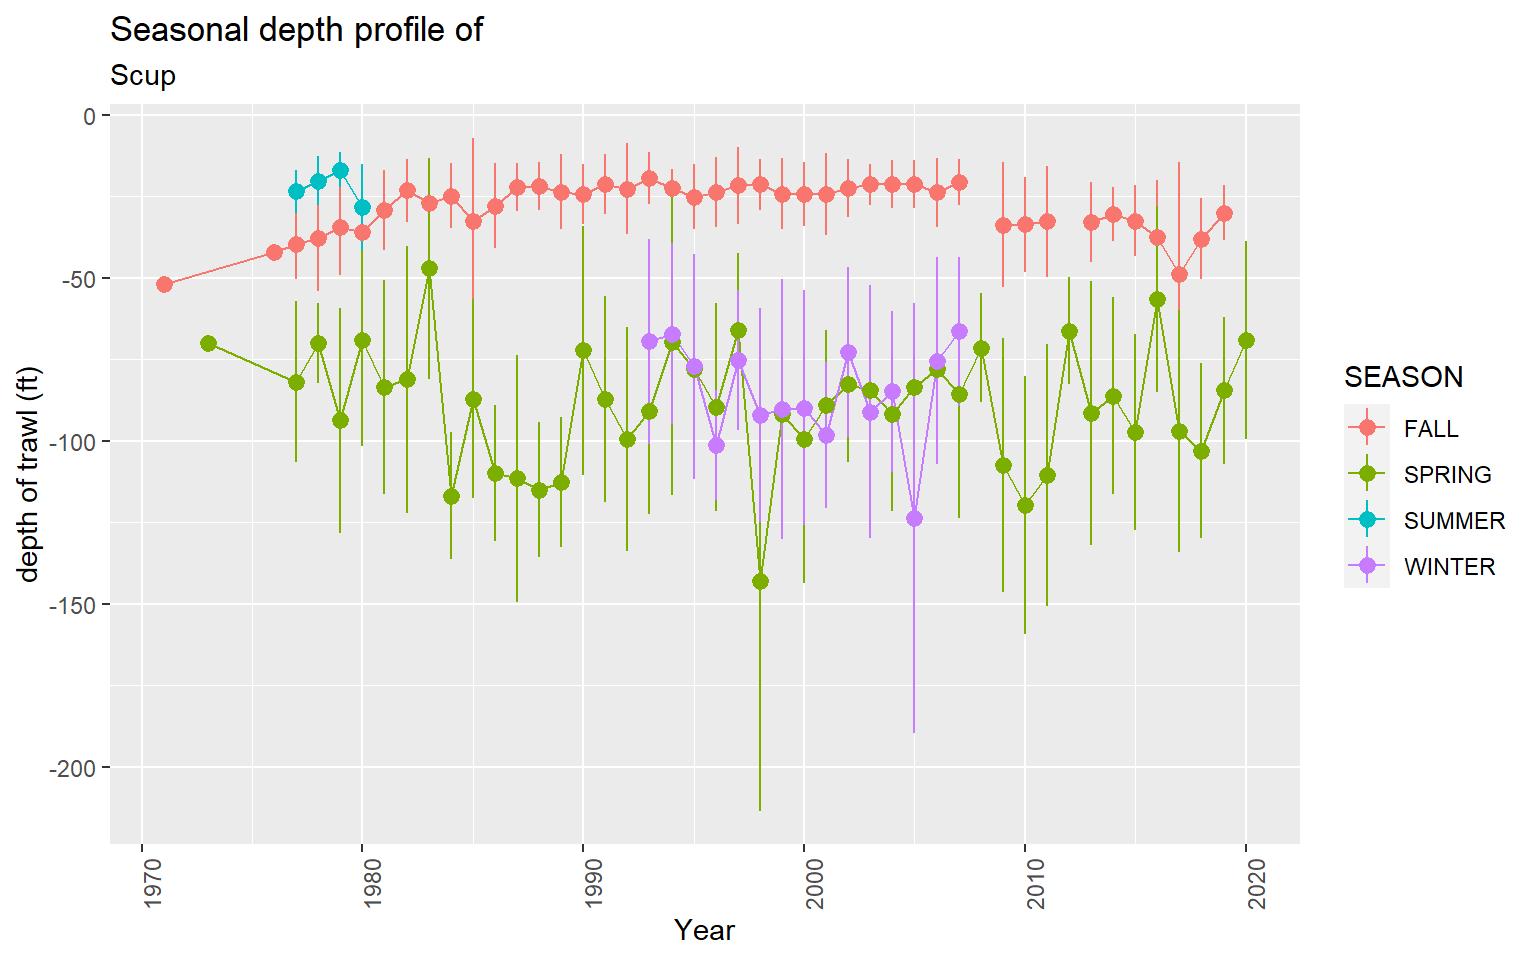 Seasonal depth profile of
Scup
0
-50
-100
-150
-200
depth of trawl (ft)
1970
1980
1990
2000
2010
2020
Year
SEASON
FALL
SPRING
SUMMER
WINTER